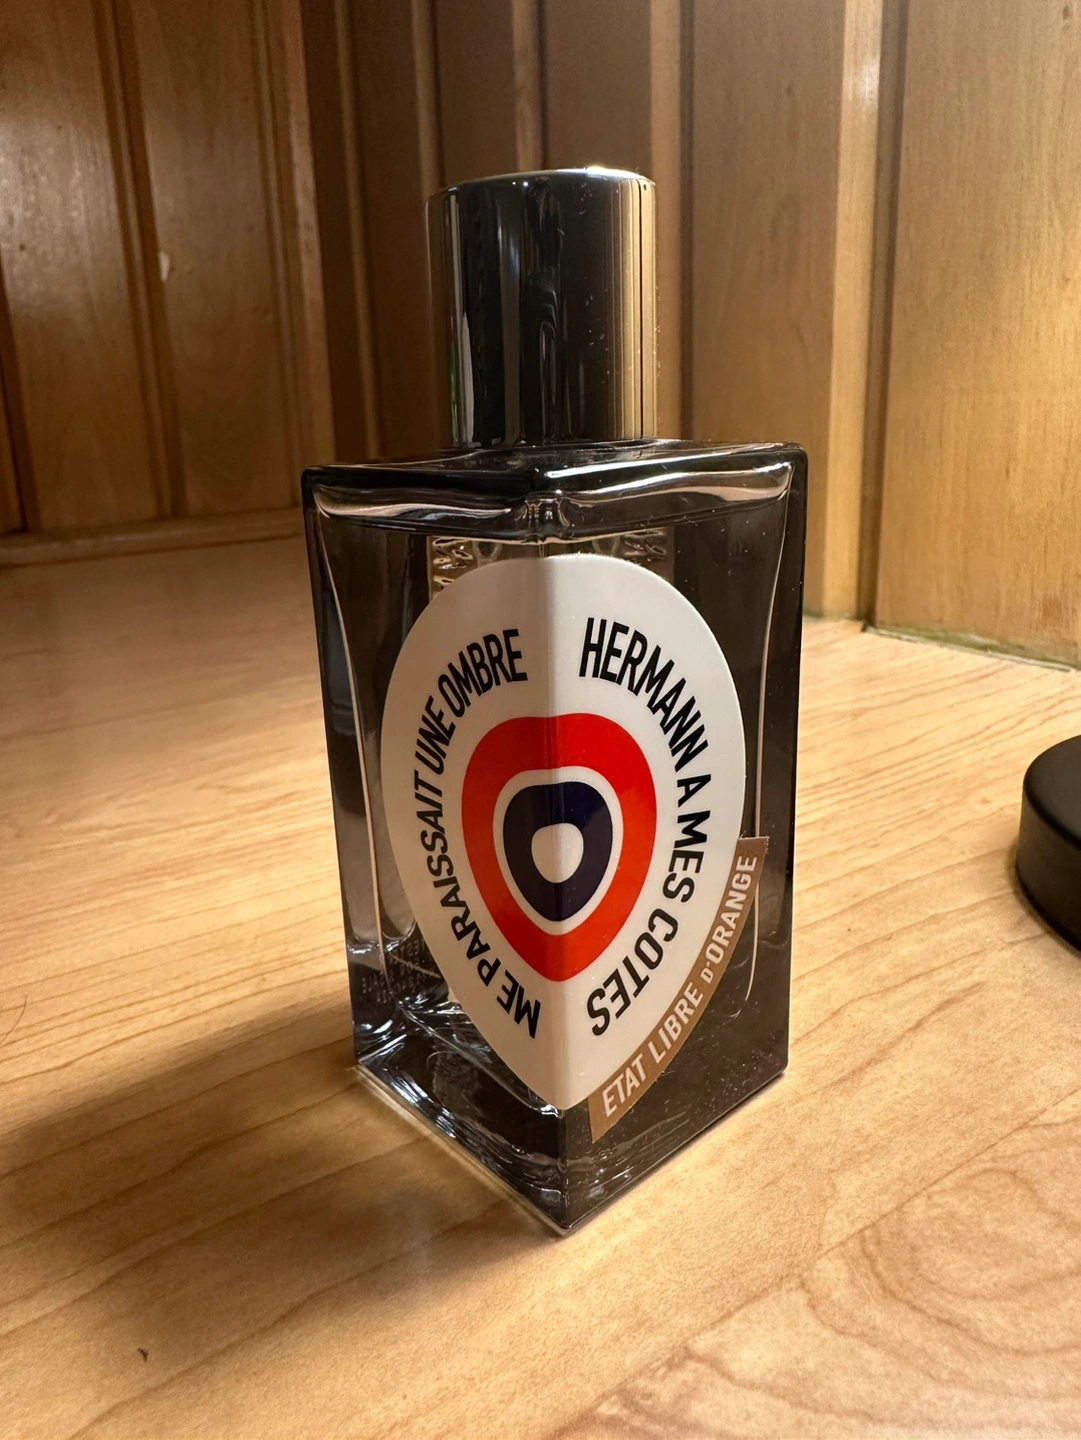 HERMANN A MES COTES
ME PARAISSAIT UNE OMBRE
ETAT LIBRE D'ORANGE